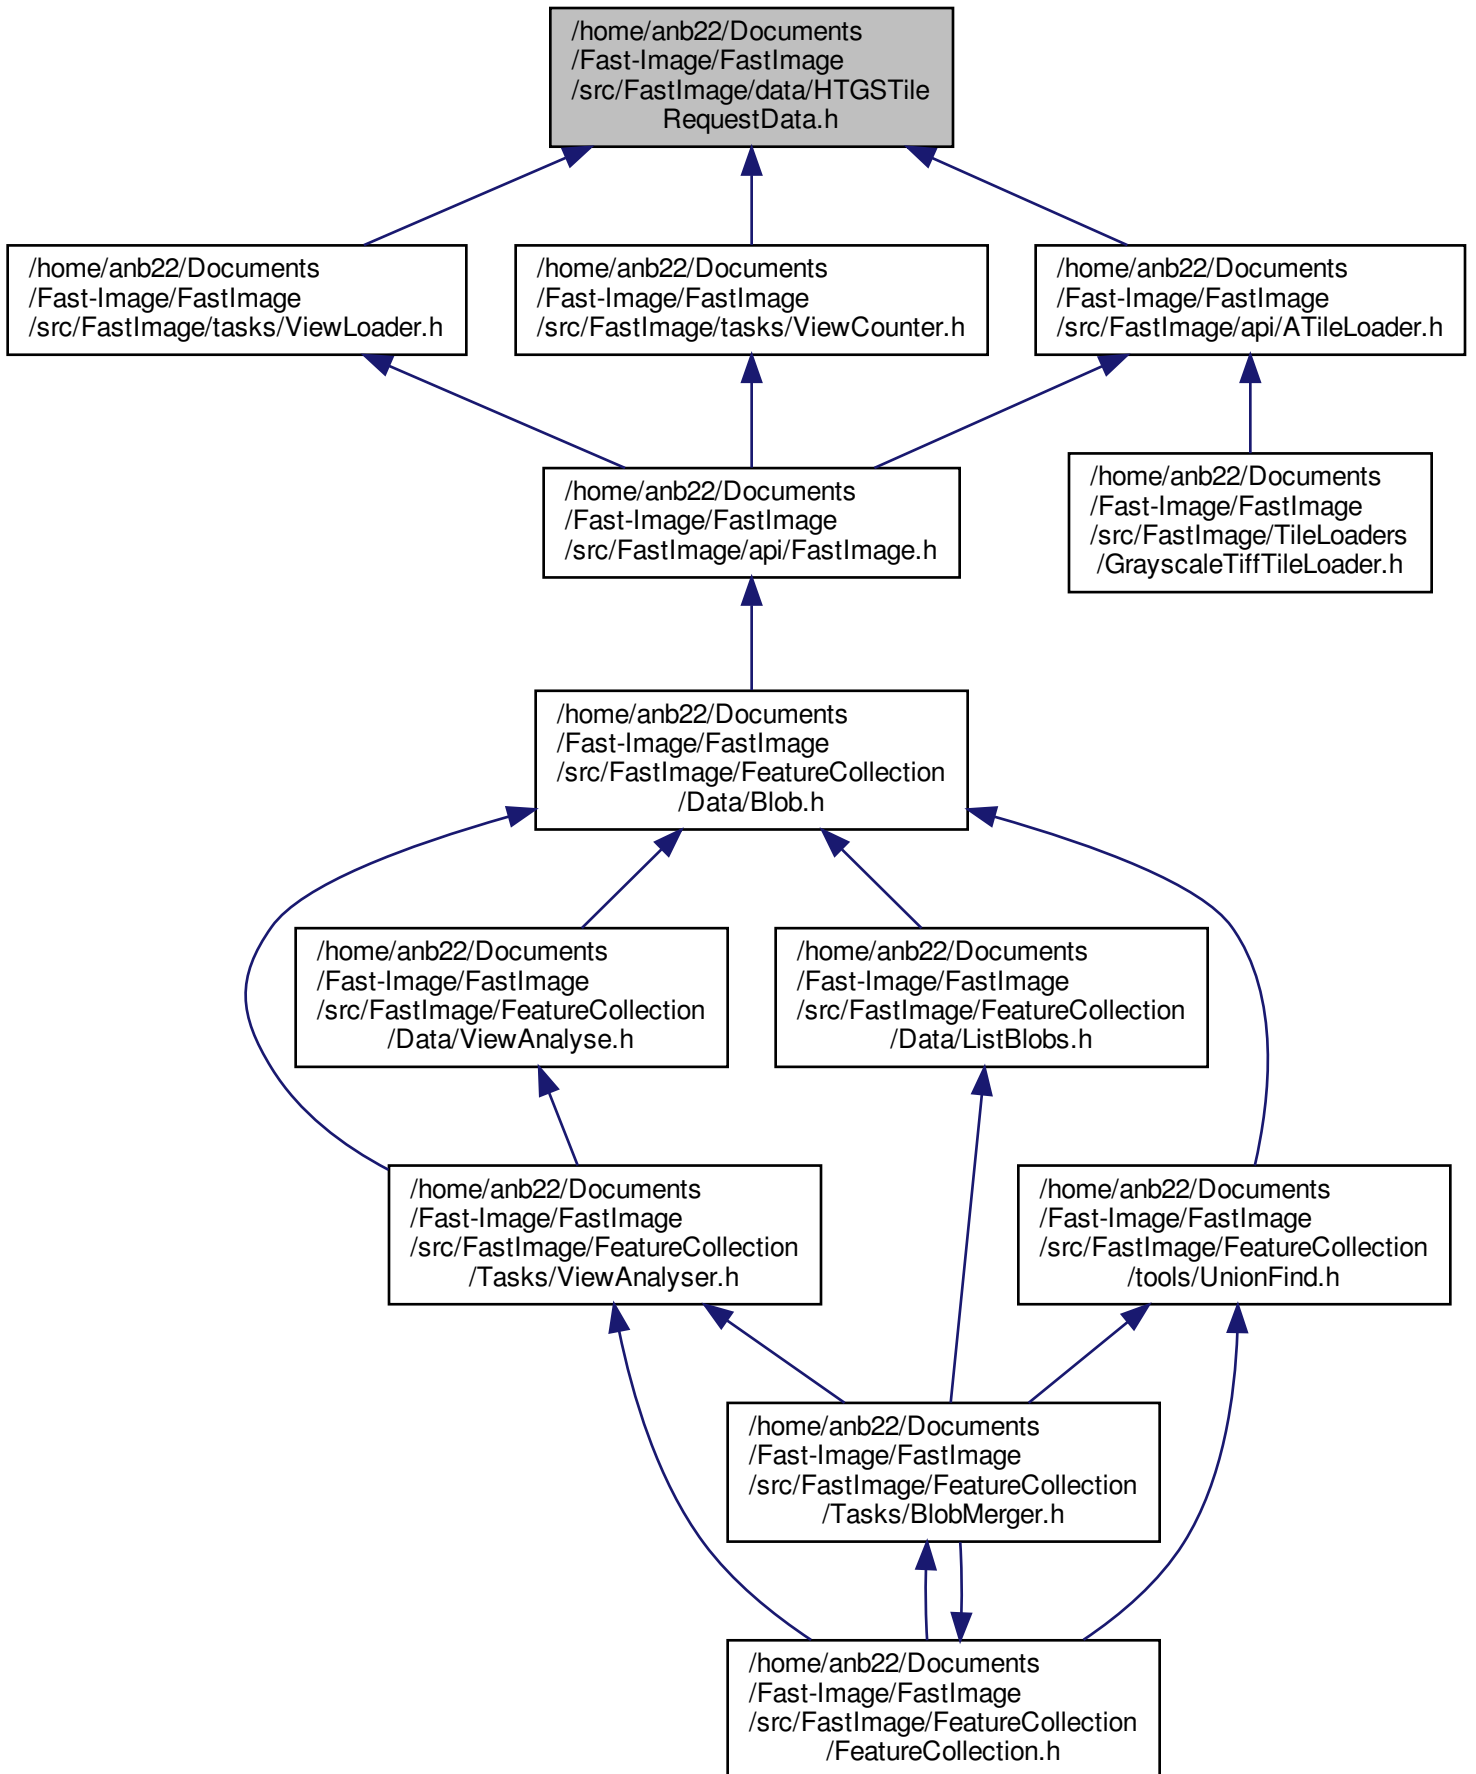 /home/anb22/Documents
/Fast-Image/FastImage
/src/FastImage/data/HTGSTile
RequestData.h
/home/anb22/Documents
/Fast-Image/FastImage
/src/FastImage/tasks/ViewLoader.h
/home/anb22/Documents
/Fast-Image/FastImage
/src/FastImage/tasks/ViewCounter.h
/home/anb22/Documents
/Fast-Image/FastImage
/src/FastImage/api/ATileLoader.h
/home/anb22/Documents
/Fast-Image/FastImage
/src/FastImage/api/FastImage.h
/home/anb22/Documents
/Fast-Image/FastImage
/src/FastImage/TileLoaders
/GrayscaleTiffTileLoader.h
/home/anb22/Documents
/Fast-Image/FastImage
/src/FastImage/FeatureCollection
/Data/Blob.h
/home/anb22/Documents
/Fast-Image/FastImage
/src/FastImage/FeatureCollection
/Data/ViewAnalyse.h
/home/anb22/Documents
/Fast-Image/FastImage
/src/FastImage/FeatureCollection
/Data/ListBlobs.h
/home/anb22/Documents
/Fast-Image/FastImage
/src/FastImage/FeatureCollection
/Tasks/ViewAnalyser.h
/home/anb22/Documents
/Fast-Image/FastImage
/src/FastImage/FeatureCollection
/tools/UnionFind.h
/home/anb22/Documents
/Fast-Image/FastImage
/src/FastImage/FeatureCollection
/Tasks/BlobMerger.h
/home/anb22/Documents
/Fast-Image/FastImage
/src/FastImage/FeatureCollection
/FeatureCollection.h